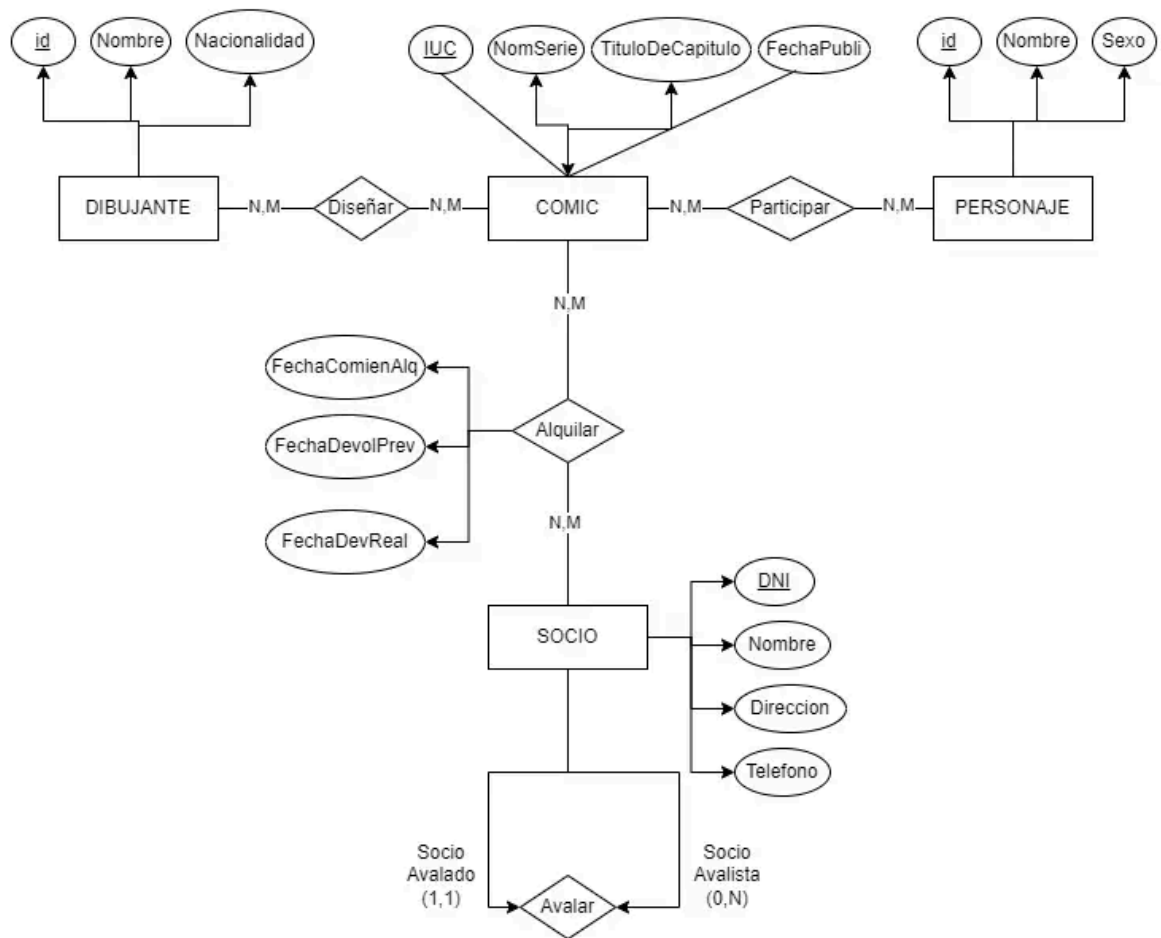 id
Nombre
Nacionalidad
IUC
NomSerie
TituloDeCapitulo
FechaPubli
id
Nombre
Sexo
DIBUJANTE
N,M
Diseñar
N,M
COMIC
N,M
Participar
N,M
PERSONAJE
N,M
FechaComienAlq
Alquilar
FechaDevolPrev
N,M
FechaDevReal
DNI
SOCIO
Nombre
Direccion
Telefono
Socio
Avalado
(1,1)
Socio
Avalista
(0,N)
Avalar